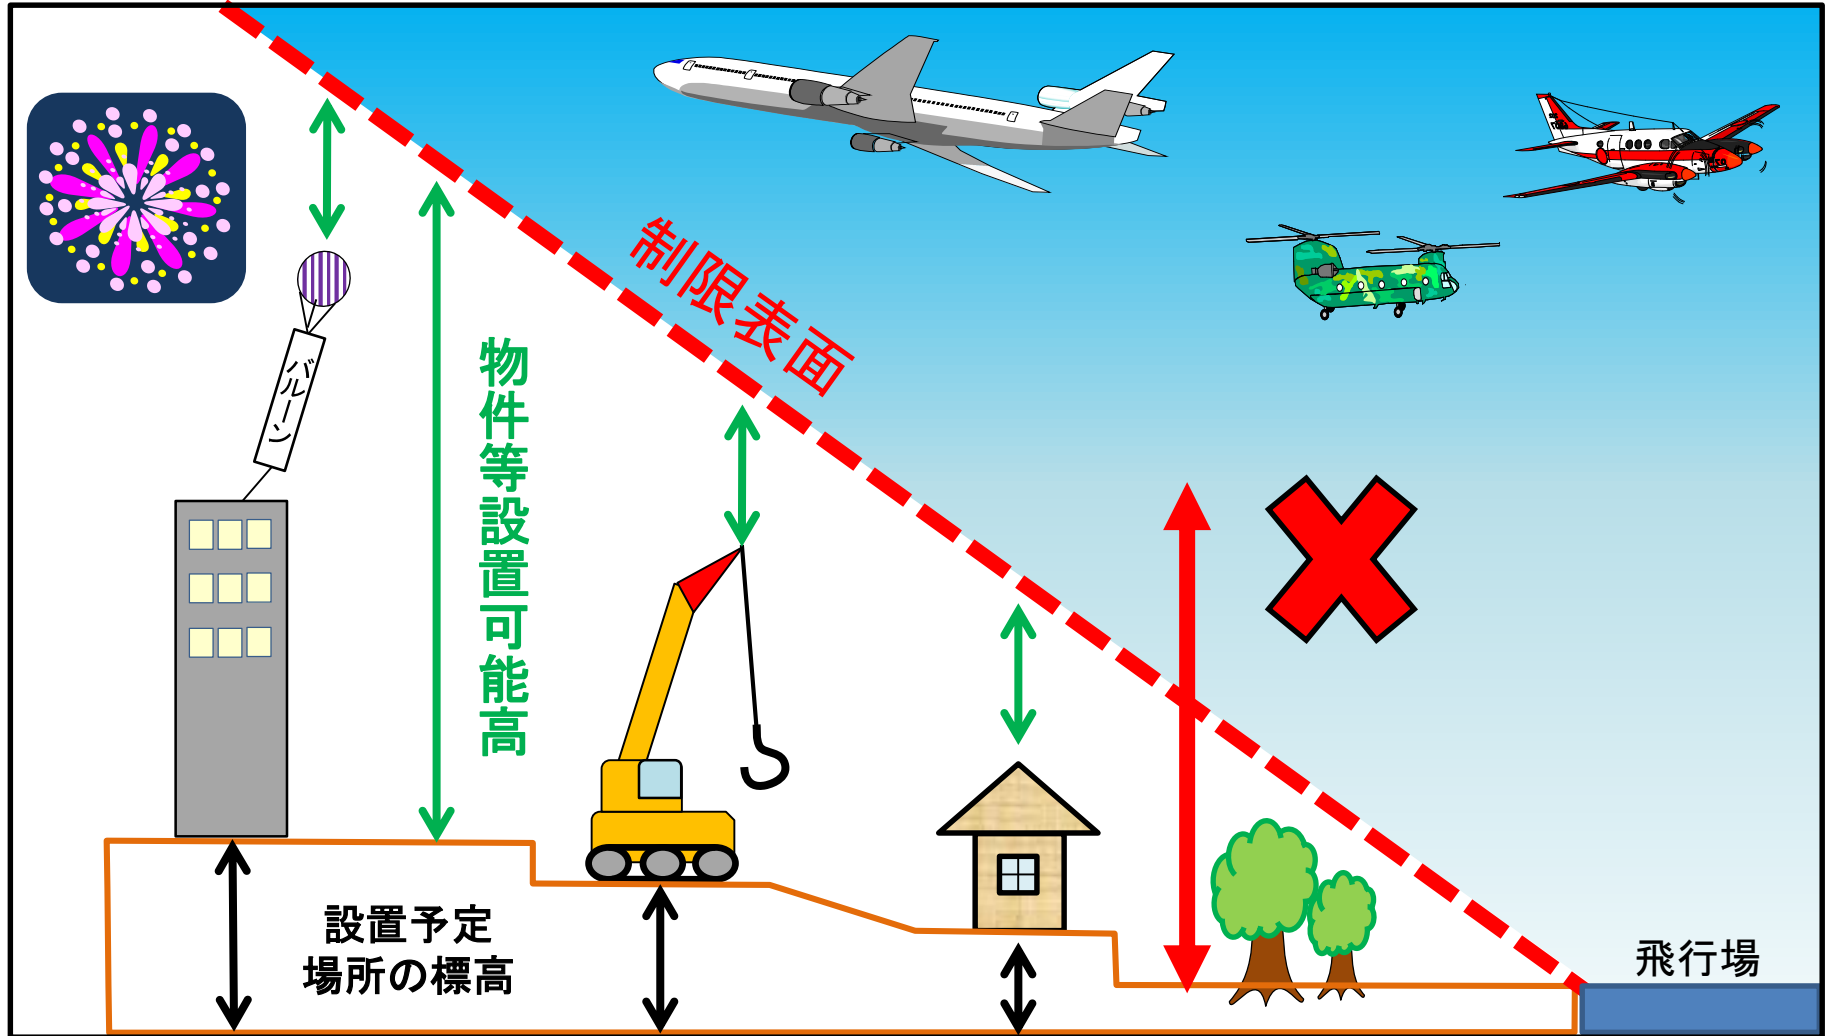 制限表面
バルーン
物件等設置可能高
設置予定
場所の標高
飛行場